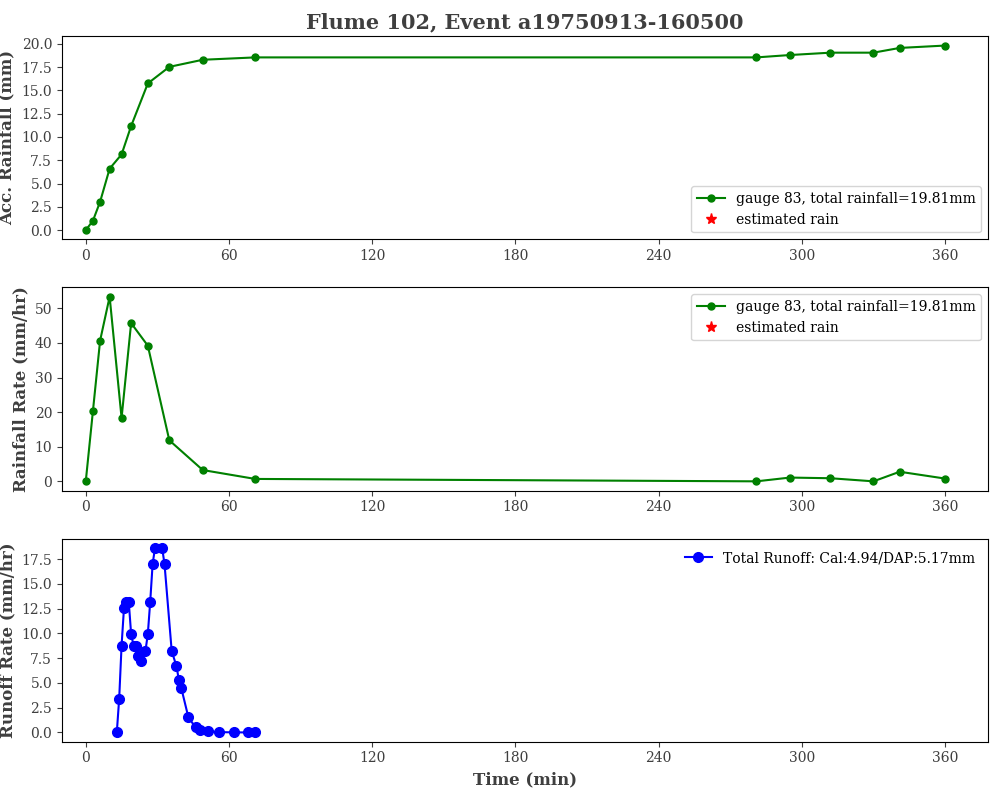 Flume 102, Event a19750913-160500
Acc. Rainfall (mm)
20.0
17.5
15.0
12.5
10.0
7.5
5.0
2.5
0.0
gauge 83, total rainfall=19.81mm
estimated rain
0 60 120 180 240 300 360
Rainfall Rate (mm/hr)
50
40
30
20
10
0
gauge 83, total rainfall=19.81mm
estimated rain
0 60 120 180 240 300 360
Runoff Rate (mm/hr)
17.5
15.0
12.5
10.0
7.5
5.0
2.5
0.0
Total Runoff: Cal:4.94/DAP:5.17mm
0 60 120 180 240 300 360
Time (min)